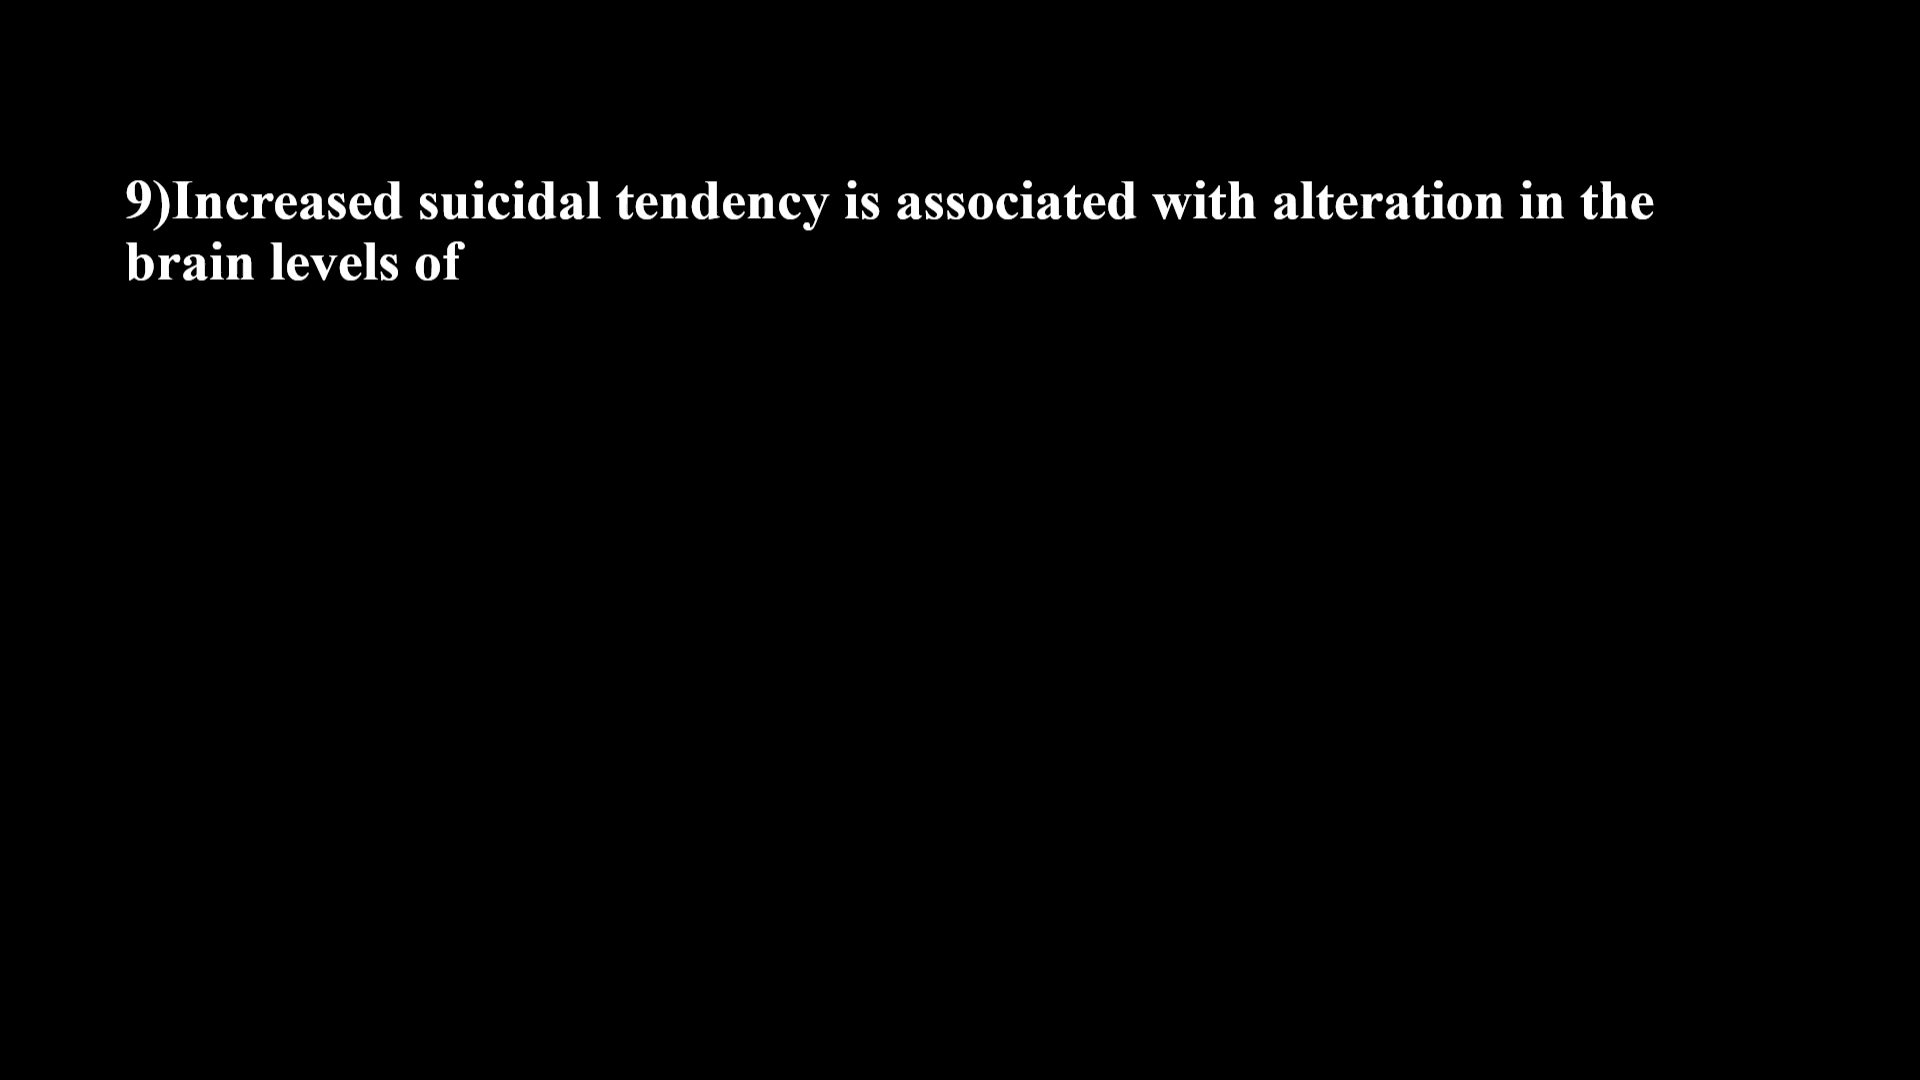 9)Increased suicidal tendency is associated with alteration in the
brain levels of